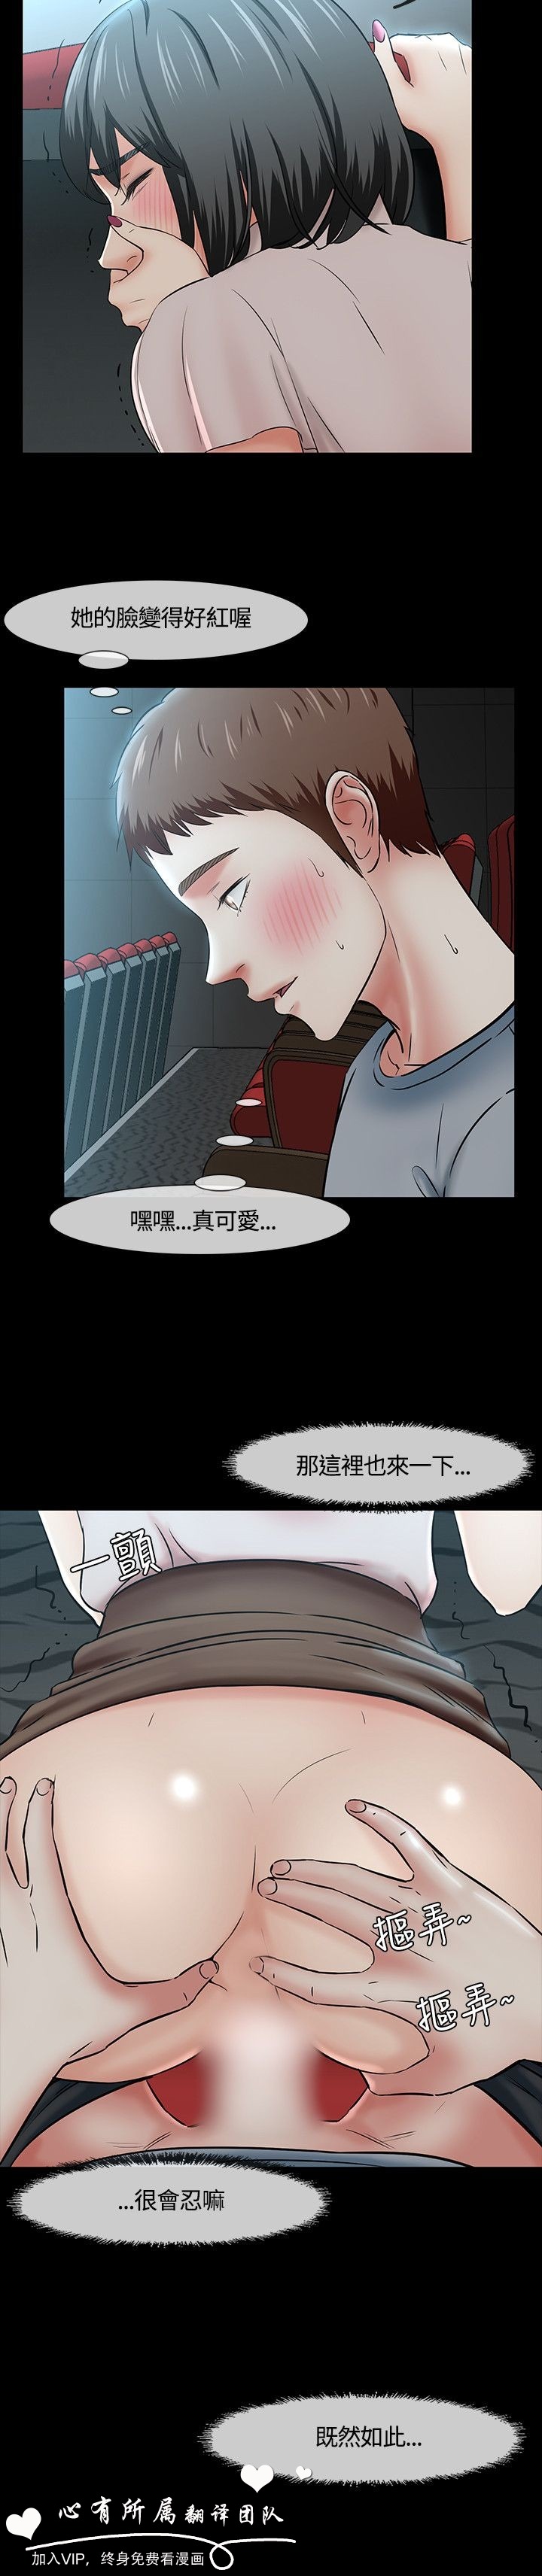 她的臉變得好紅喔
嘿嘿...真可愛...
那這裡也來一下...
一顫
摳弄~
摳弄~
...很會忍嘛
既然如此...
心有所属翻译团队
加入VIP，终身免费看漫画